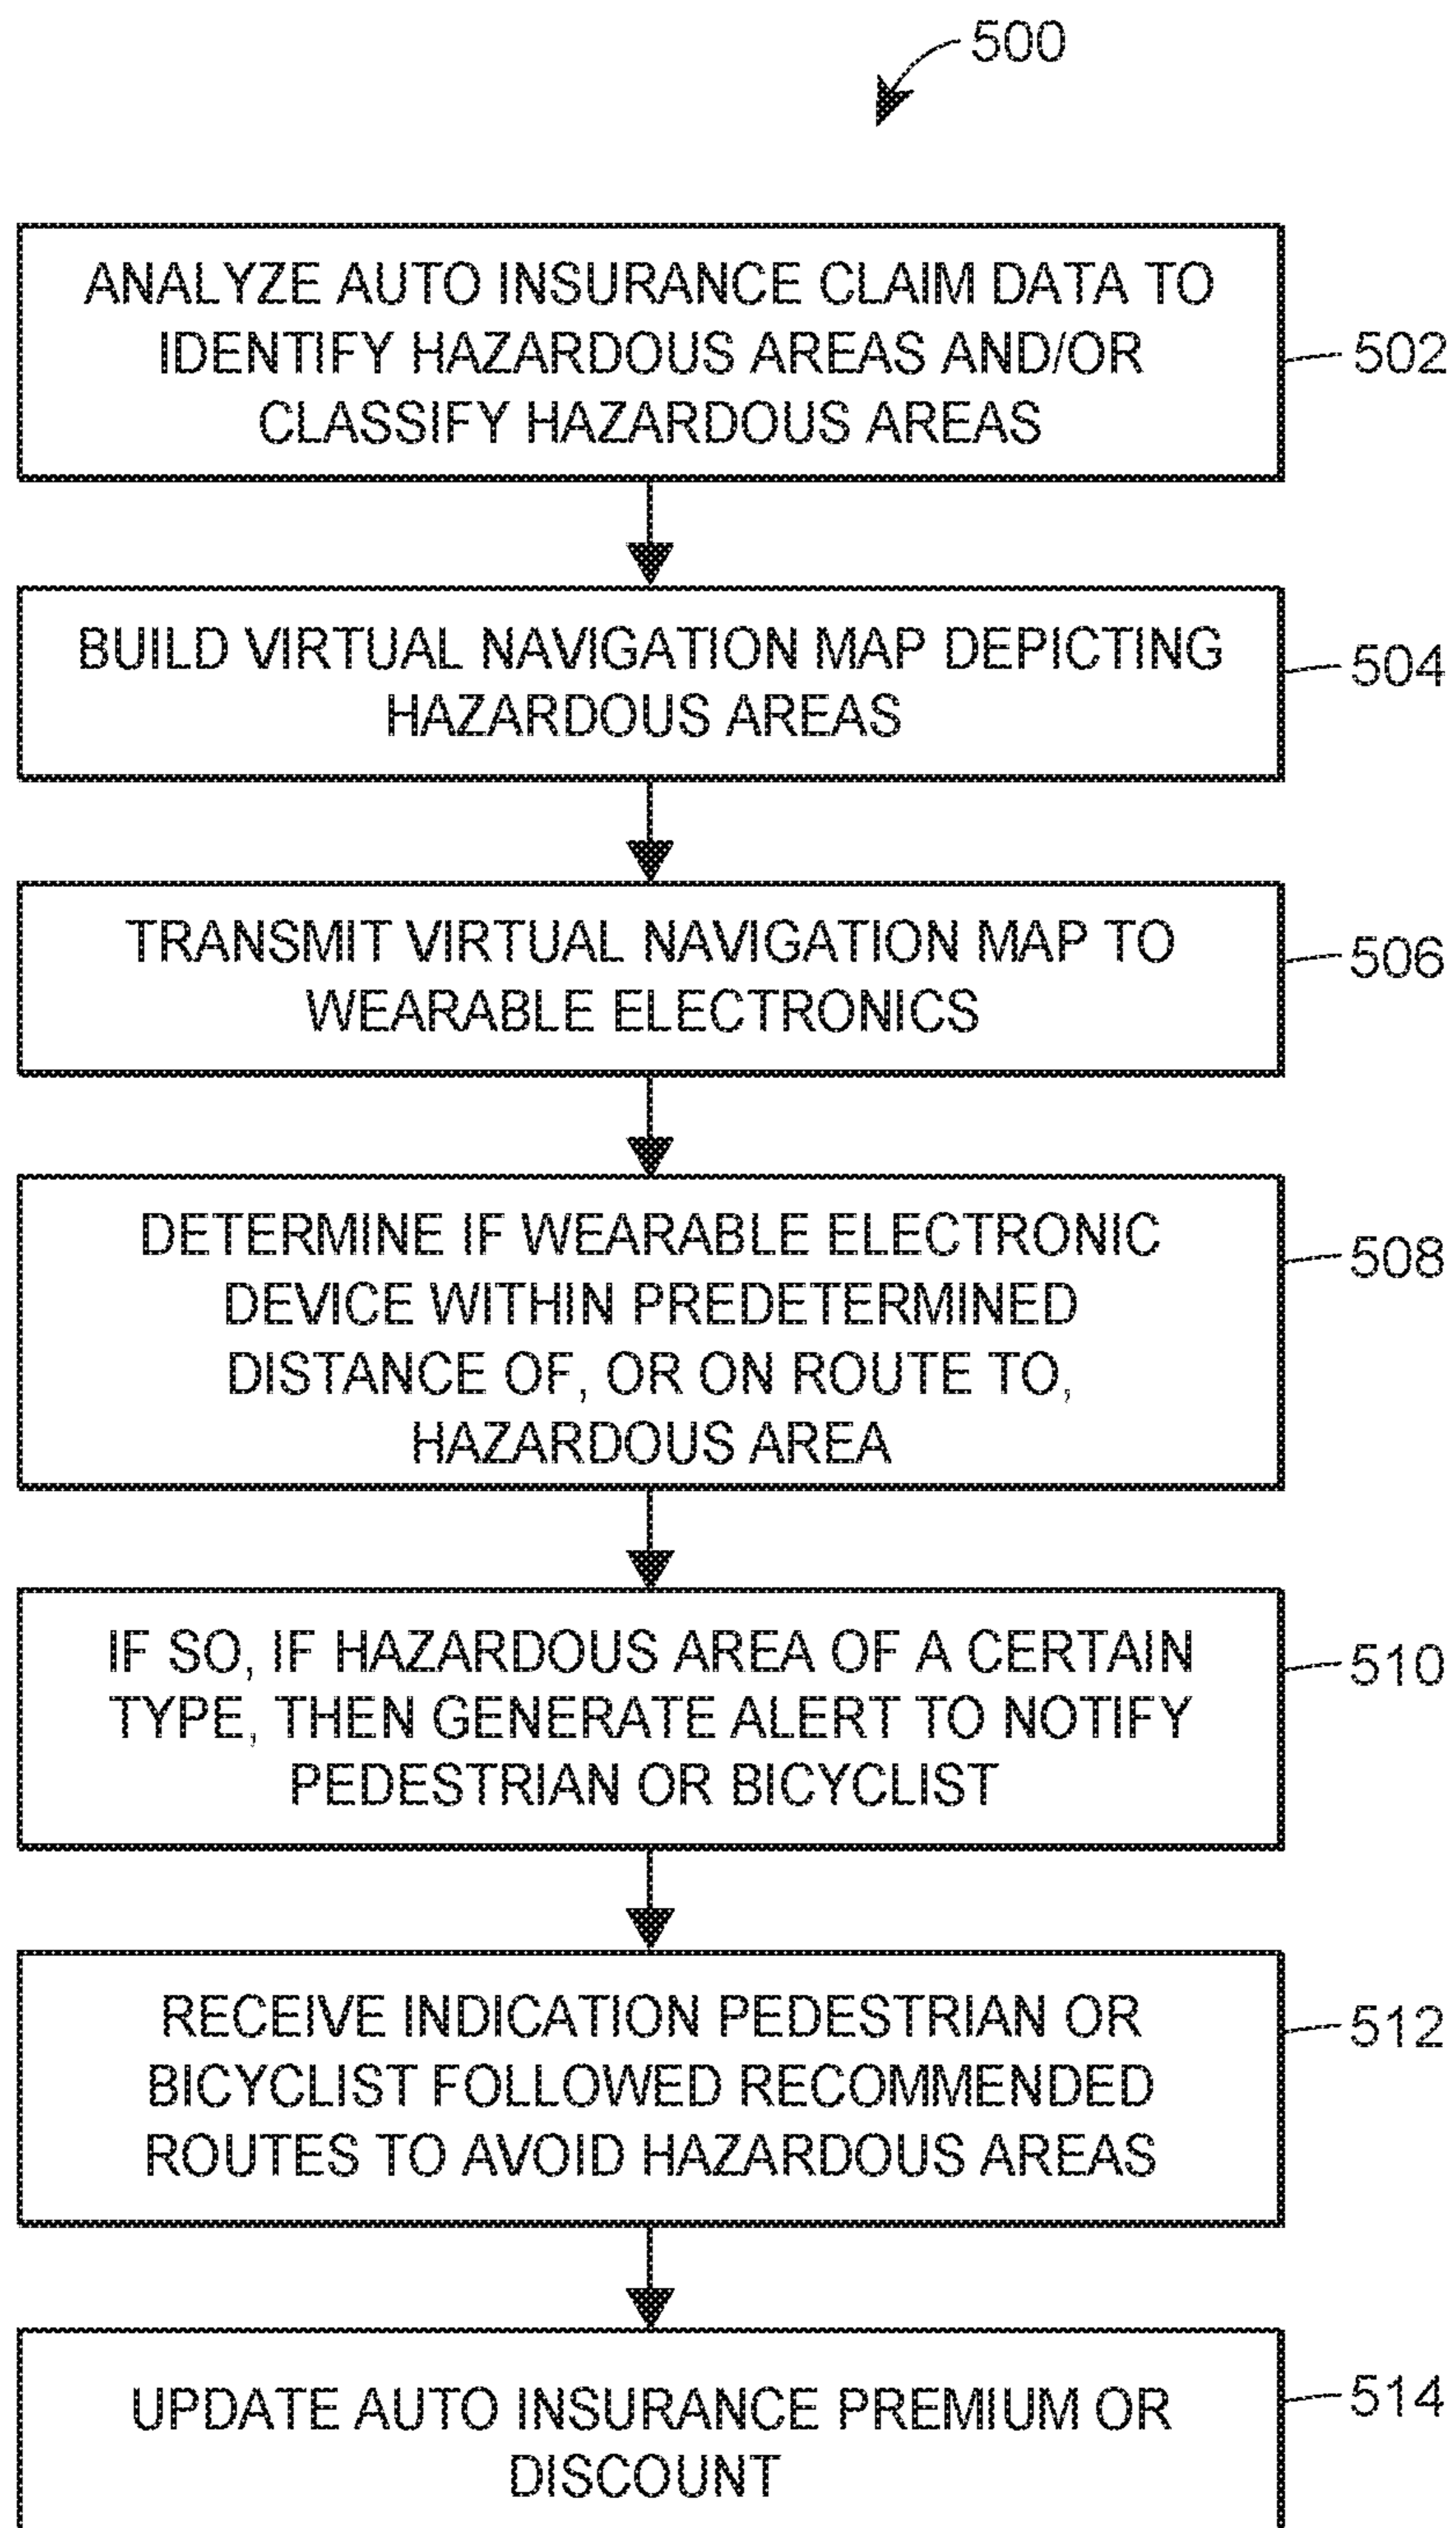 500
ANALYZE AUTO INSURANCE CLAIM DATA TO
IDENTIFY HAZARDOUS AREAS AND/OR
CLASSIFY HAZARDOUS AREAS
502
BUILD VIRTUAL NAVIGATION MAP DEPICTING
HAZARDOUS AREAS
504
TRANSMIT VIRTUAL NAVIGATION MAP TO
WEARABLE ELECTRONICS
506
DETERMINE IF WEARABLE ELECTRONIC
DEVICE WITHIN PREDETERMINED
DISTANCE OF, OR ON ROUTE TO,
HAZARDOUS AREA
508
IF SO, IF HAZARDOUS AREA OF A CERTAIN
TYPE, THEN GENERATE ALERT TO NOTIFY
PEDESTRIAN OR BICYCLIST
510
RECEIVE INDICATION PEDESTRIAN OR
BICYCLIST FOLLOWED RECOMMENDED
ROUTES TO AVOID HAZARDOUS AREAS
512
UPDATE AUTO INSURANCE PREMIUM OR
DISCOUNT
514